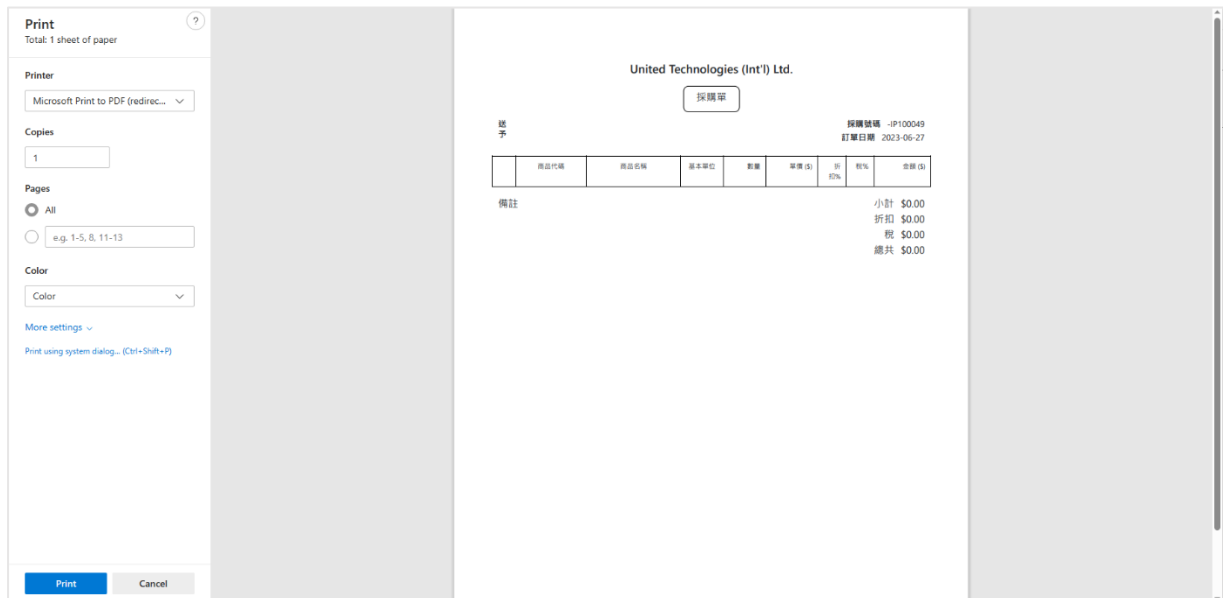 Print
?
Total: 1 sheet of paper
Printer
Microsoft Print to PDF (redirec...
Copies
1
Pages
All
e.g. 1-5, 8, 11-13
Color
Color
More settings
Print using system dialog... (Ctrl+Shift+P)
Print Cancel
United Technologies (Int'l) Ltd.
採購單
送
予
採購號碼 -IP100049
訂單日期 2023-06-27
商品代碼 商品名稱 基本單位 數量 單價 ($) 折扣% 稅% 金額 ($)
備註
小計 $0.00
折扣 $0.00
稅 $0.00
總共 $0.00